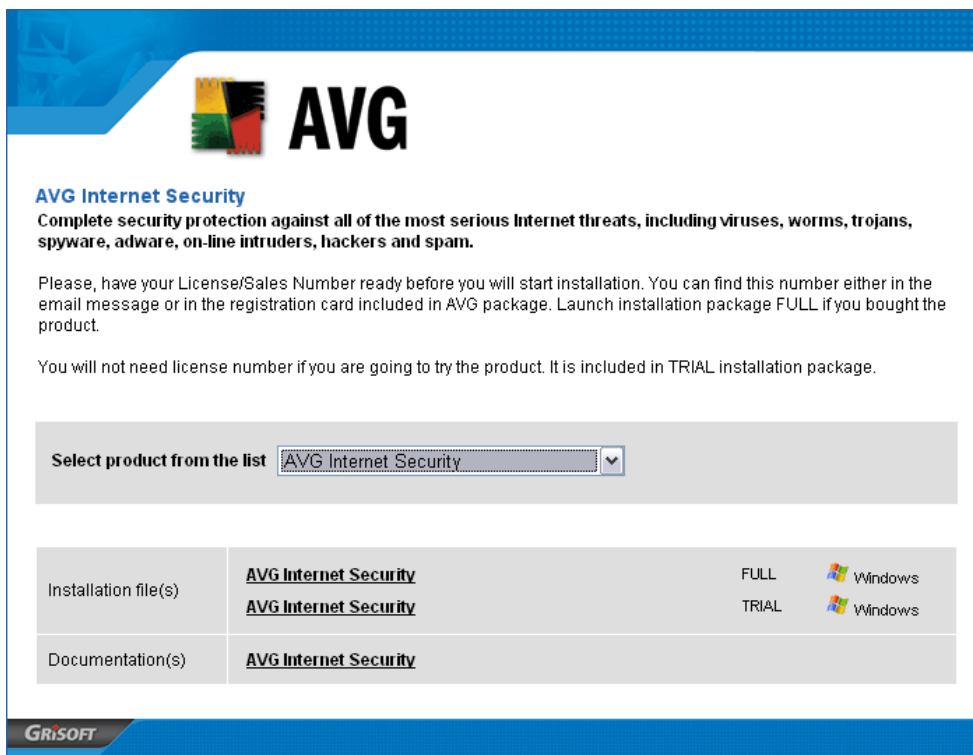 AVG
AVG Internet Security
Complete security protection against all of the most serious Internet threats, including viruses, worms, trojans,
spyware, adware, on-line intruders, hackers and spam.
Please, have your License/Sales Number ready before you will start installation. You can find this number either in the
email message or in the registration card included in AVG package. Launch installation package FULL if you bought the
product.
You will not need license number if you are going to try the product. It is included in TRIAL installation package.
Select product from the list AVG Internet Security
Installation file(s)
AVG Internet Security FULL Windows
AVG Internet Security TRIAL Windows
Documentation(s) AVG Internet Security
GRISOFT